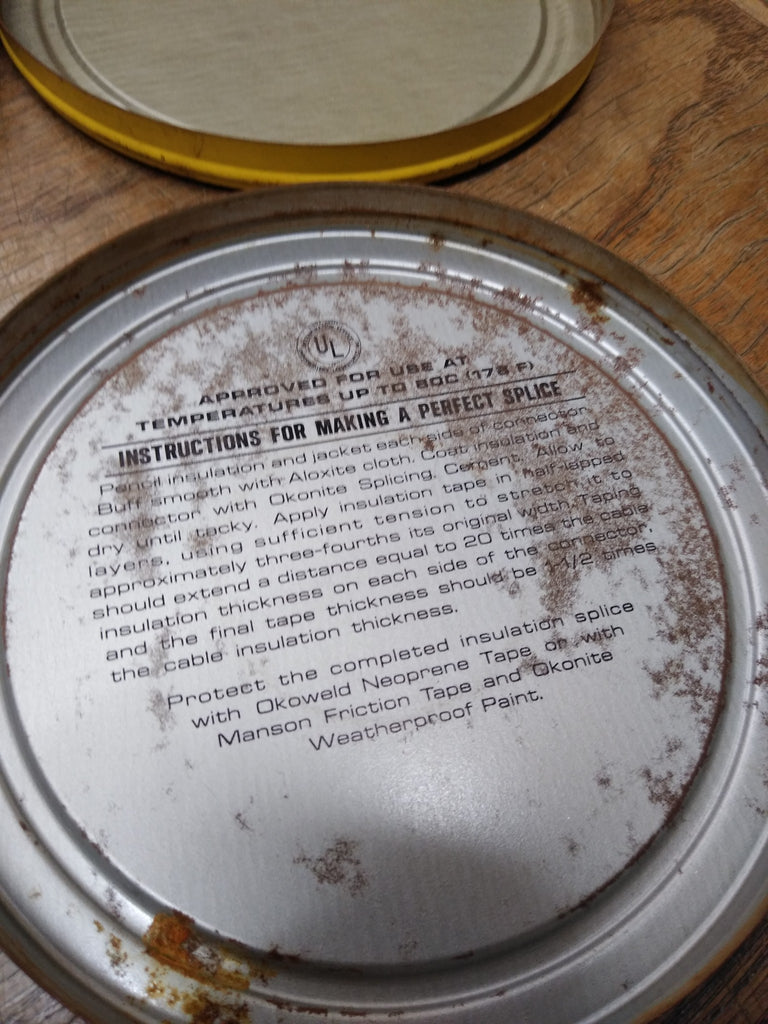 UL
APPROVED FOR USE AT
TEMPERATURES UP TO 80C (176 F)
INSTRUCTIONS FOR MAKING A PERFECT SPLICE
Pencil insulation and jacket each side of connector.
Buff smooth with Aloxite cloth. Coat insulation and
connector with Okonite Splicing Cement. Allow to
dry until tacky. Apply insulation tape in half-lapped
layers, using sufficient tension to stretch it to
approximately three-fourths its original width. Taping
should extend a distance equal to 20 times the cable
insulation thickness on each side of the connector,
and the final tape thickness should be 1-1/2 times
the cable insulation thickness.
Protect the completed insulation splice
with Okoweld Neoprene Tape or with
Manson Friction Tape and Okonite
Weatherproof Paint.